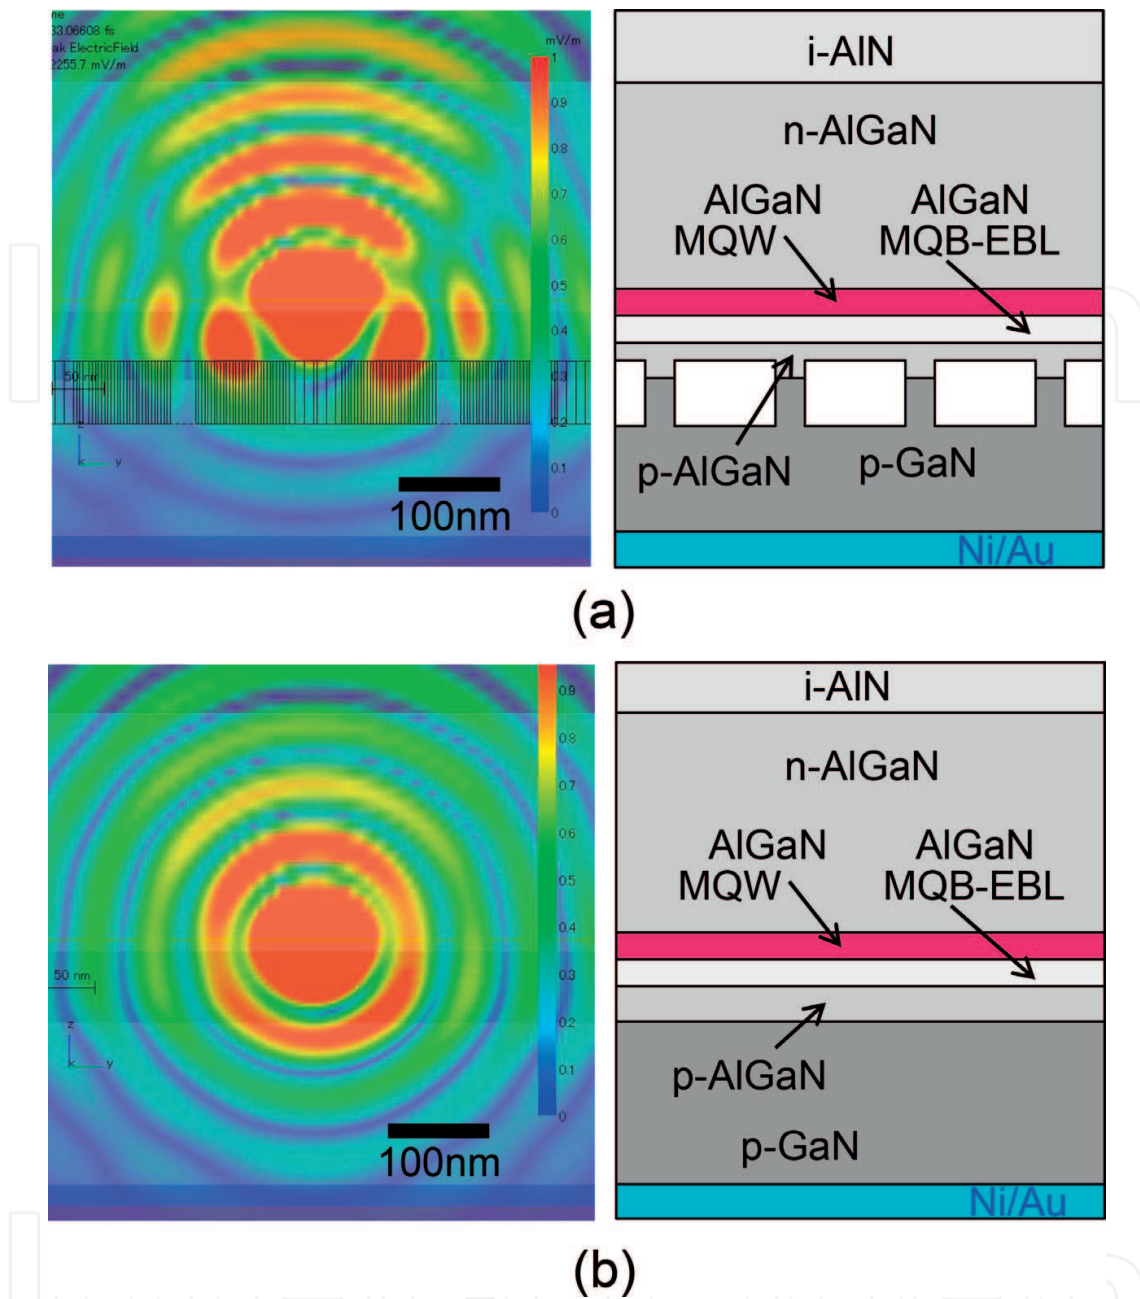 me
33.06608 fs
ak ElectricField
2255.7 mV/m
mV/m
1
0.9
0.8
0.7
0.6
0.5
0.4
0.3
0.2
0.1
0
50 nm
z
x y
100nm
i-AlN
n-AlGaN
AlGaN AlGaN
MQW MQB-EBL
p-AlGaN p-GaN
Ni/Au
(a)
0.9
0.8
0.7
0.6
0.5
0.4
0.3
0.2
0.1
0
50 nm
z
x y
100nm
i-AlN
n-AlGaN
AlGaN AlGaN
MQW MQB-EBL
p-AlGaN
p-GaN
Ni/Au
(b)